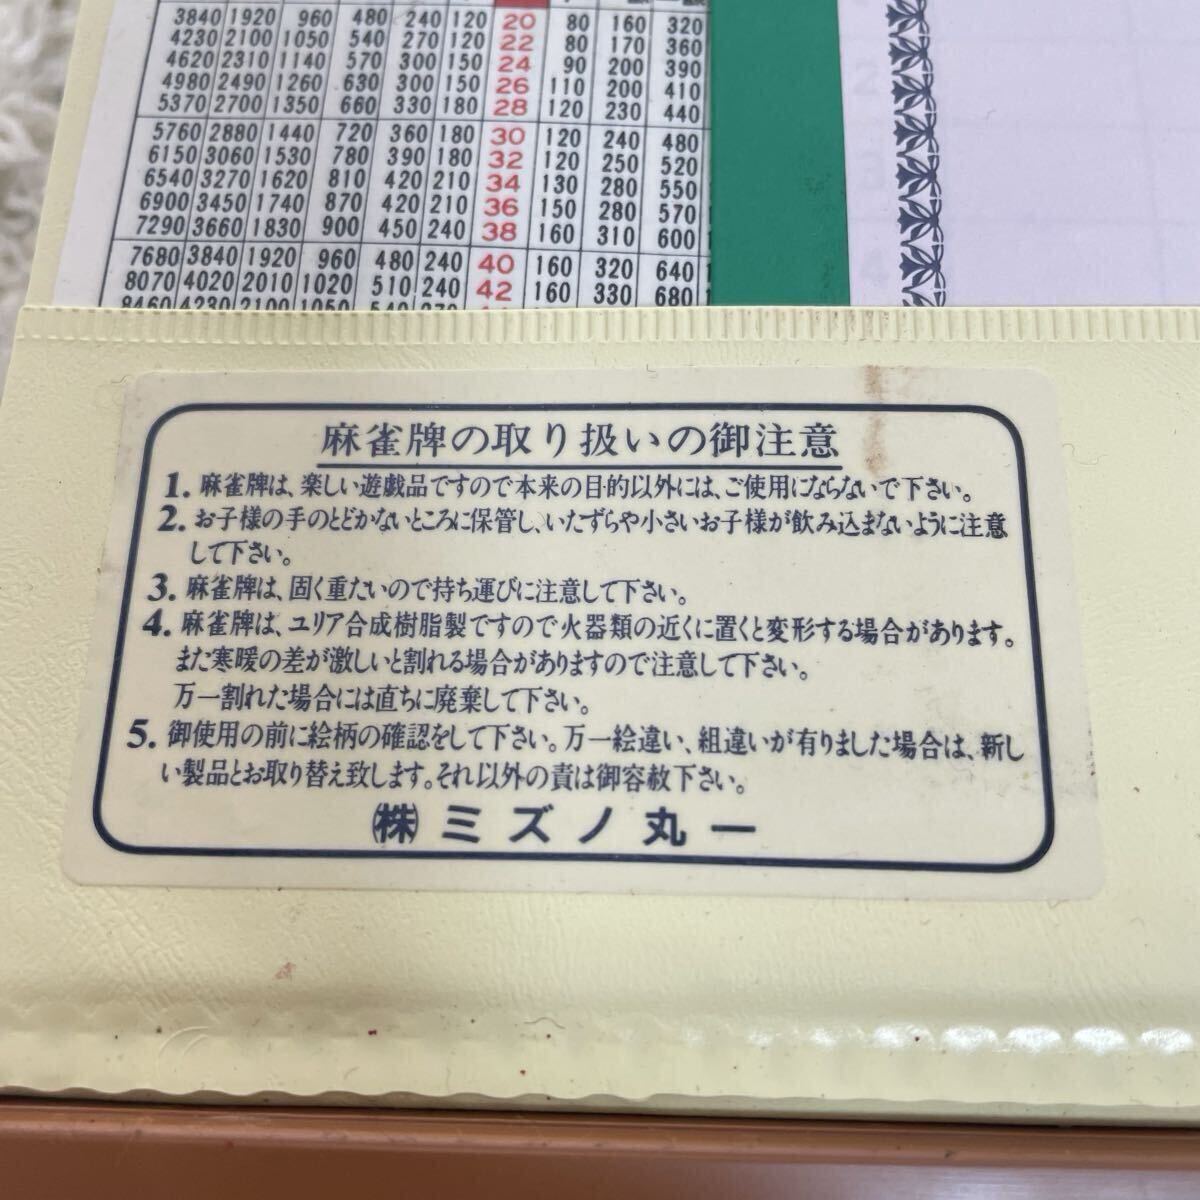 3840 1920 960 480 240 120 20 80 160 320
4230 2100 1050 540 270 120 22 80 170 360
4620 2310 1140 570 300 150 24 90 200 390
4980 2490 1260 630 300 150 26 110 200 410
5370 2700 1350 660 330 180 28 120 230 440
5760 2880 1440 720 360 180 30 120 240 480
6150 3060 1530 780 390 180 32 120 250 520
6540 3270 1620 810 420 210 34 130 280 550
6900 3450 1740 870 420 210 36 150 280 570
7290 3660 1830 900 450 240 38 160 310 600
7680 3840 1920 960 480 240 40 160 320 640
8070 4020 2010 1020 510 240 42 160 330 680
8460 4230 2100 1050 540 270
麻雀牌の取り扱いの御注意
1. 麻雀牌は、楽しい遊戯品ですので本来の目的以外には、ご使用にならないで下さい。
2. お子様の手のとどかないところに保管し、いたずらや小さいお子様が飲み込まないように注意
して下さい。
3. 麻雀牌は、固く重たいので持ち運びに注意して下さい。
4. 麻雀牌は、ユリア合成樹脂製ですので火器類の近くに置くと変形する場合があります。
また寒暖の差が激しいと割れる場合がありますので注意して下さい。
万一割れた場合には直ちに廃棄して下さい。
5. 御使用の前に絵柄の確認をして下さい。万一絵違い、組違いが有りました場合は、新し
い製品とお取り替え致します。それ以外の責は御容赦下さい。
㈱ ミズノ丸一
2
3
4